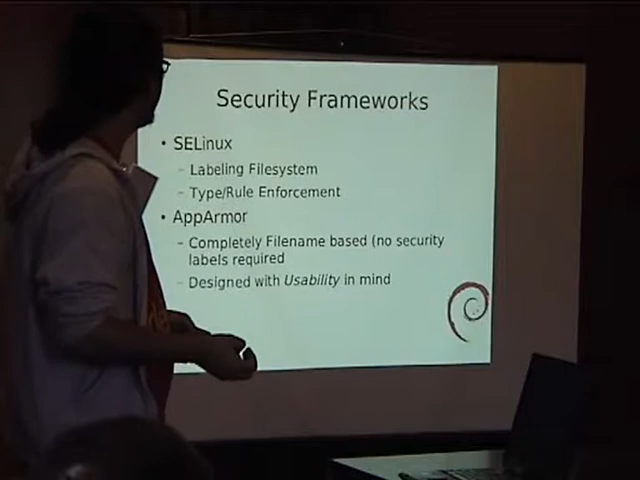 Security Frameworks
• SELinux
– Labeling Filesystem
– Type/Rule Enforcement
• AppArmor
– Completely Filename based (no security
labels required
– Designed with Usability in mind